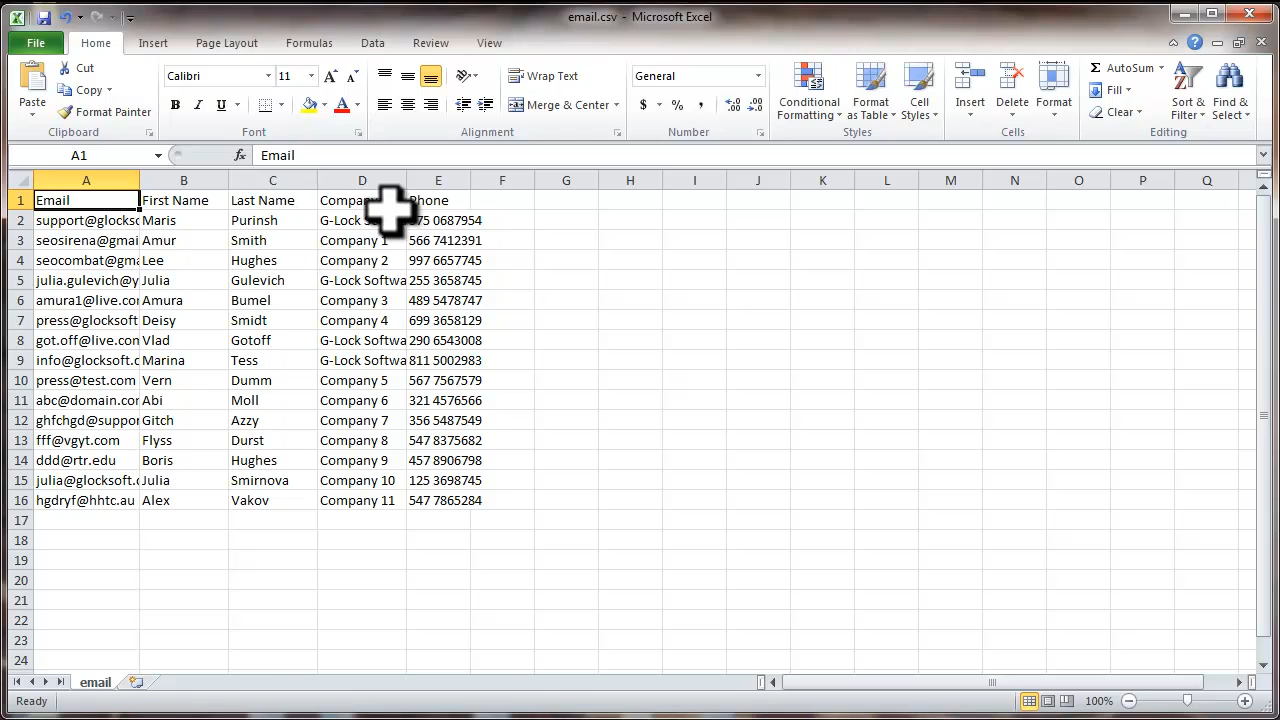 email.csv - Microsoft Excel
File Home Insert Page Layout Formulas Data Review View
Paste Cut Copy Format Painter Clipboard
Calibri 11 B I U A Font
Wrap Text Merge & Center Alignment
General $ % , Number
Conditional Formatting Format as Table Cell Styles Styles
Insert Delete Format Cells
AutoSum Fill Clear Sort & Filter Find & Select Editing
A1 fx Email
A B C D E F G H I J K L M N O P Q
1 Email First Name Last Name Phone
2 Maris Purinsh G-Lock 0687954
3 Amur Smith Company 1 566 7412391
4 Lee Hughes Company 2 997 6657745
5 julia.gulevich@y Julia Gulevich G-Lock Softwa 255 3658745
6 amura1@live.co Amura Bumel Company 3 489 5478747
7 press@glocksoft Deisy Smidt Company 4 699 3658129
8 got.off@live.com Vlad Gotoff G-Lock Softwa 290 6543008
9 info@glocksoft.c Marina Tess G-Lock Softwa 811 5002983
10 press@test.com Vern Dumm Company 5 567 7567579
11 abc@domain.cor Abi Moll Company 6 321 4576566
12 ghfchgd@suppor Gitch Azzy Company 7 356 5487549
13 fff@vgyt.com Flyss Durst Company 8 547 8375682
14 ddd@rtr.edu Boris Hughes Company 9 457 8906798
15 julia@glocksoft. Julia Smirnova Company 10 125 3698745
16 hgdryf@hhtc.au Alex Vakov Company 11 547 7865284
17
18
19
20
21
22
23
24
email
Ready 100%